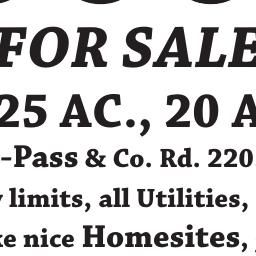 FOR SALE
25 AC., 20 A
-Pass & Co. Rd. 220
limits, all Utilities,
nice Homesites,